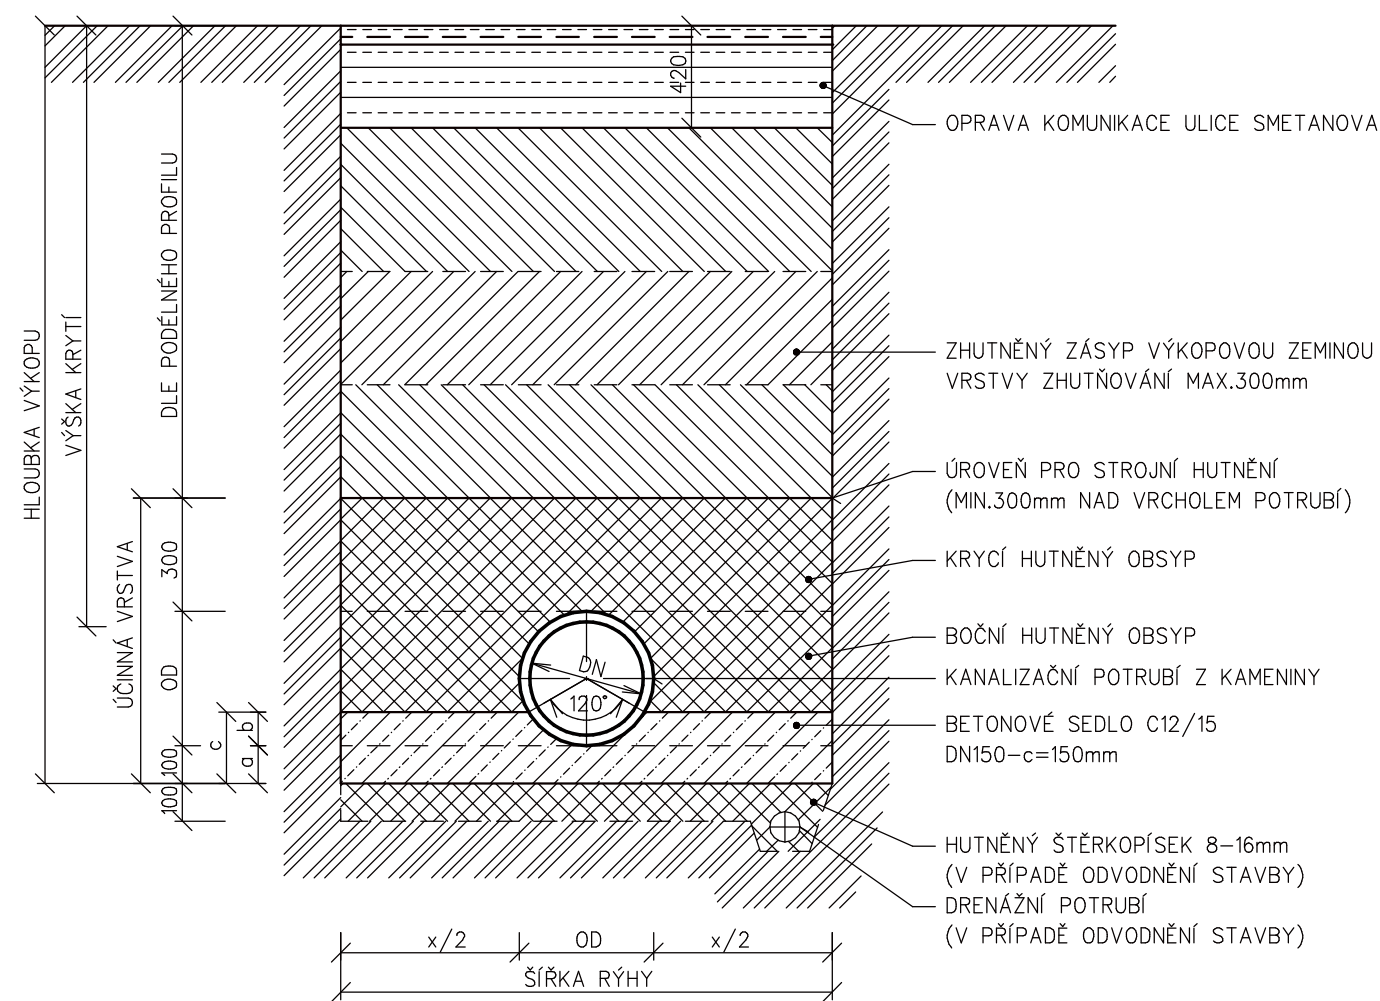 420
OPRAVA KOMUNIKACE ULICE SMETANOVA
HLOUBKA VÝKOPU
VÝŠKA KRYTÍ
DLE PODÉLNÉHO PROFILU
ZHUTNĚNÝ ZÁSYP VÝKOPOVOU ZEMINOU
VRSTVY ZHUTŇOVÁNÍ MAX.300mm
ÚROVEŇ PRO STROJNÍ HUTNĚNÍ
(MIN.300mm NAD VRCHOLEM POTRUBÍ)
ÚČINNÁ VRSTVA
300
KRYCÍ HUTNĚNÝ OBSYP
BOČNÍ HUTNĚNÝ OBSYP
OD
DN
KANALIZAČNÍ POTRUBÍ Z KAMENINY
120°
BETONOVÉ SEDLO C12/15
DN150-c=150mm
100
c
b
a
100
HUTNĚNÝ ŠTĚRKOPÍSEK 8-16mm
(V PŘÍPADĚ ODVODNĚNÍ STAVBY)
DRENÁŽNÍ POTRUBÍ
(V PŘÍPADĚ ODVODNĚNÍ STAVBY)
x/2 OD x/2
ŠÍŘKA RÝHY